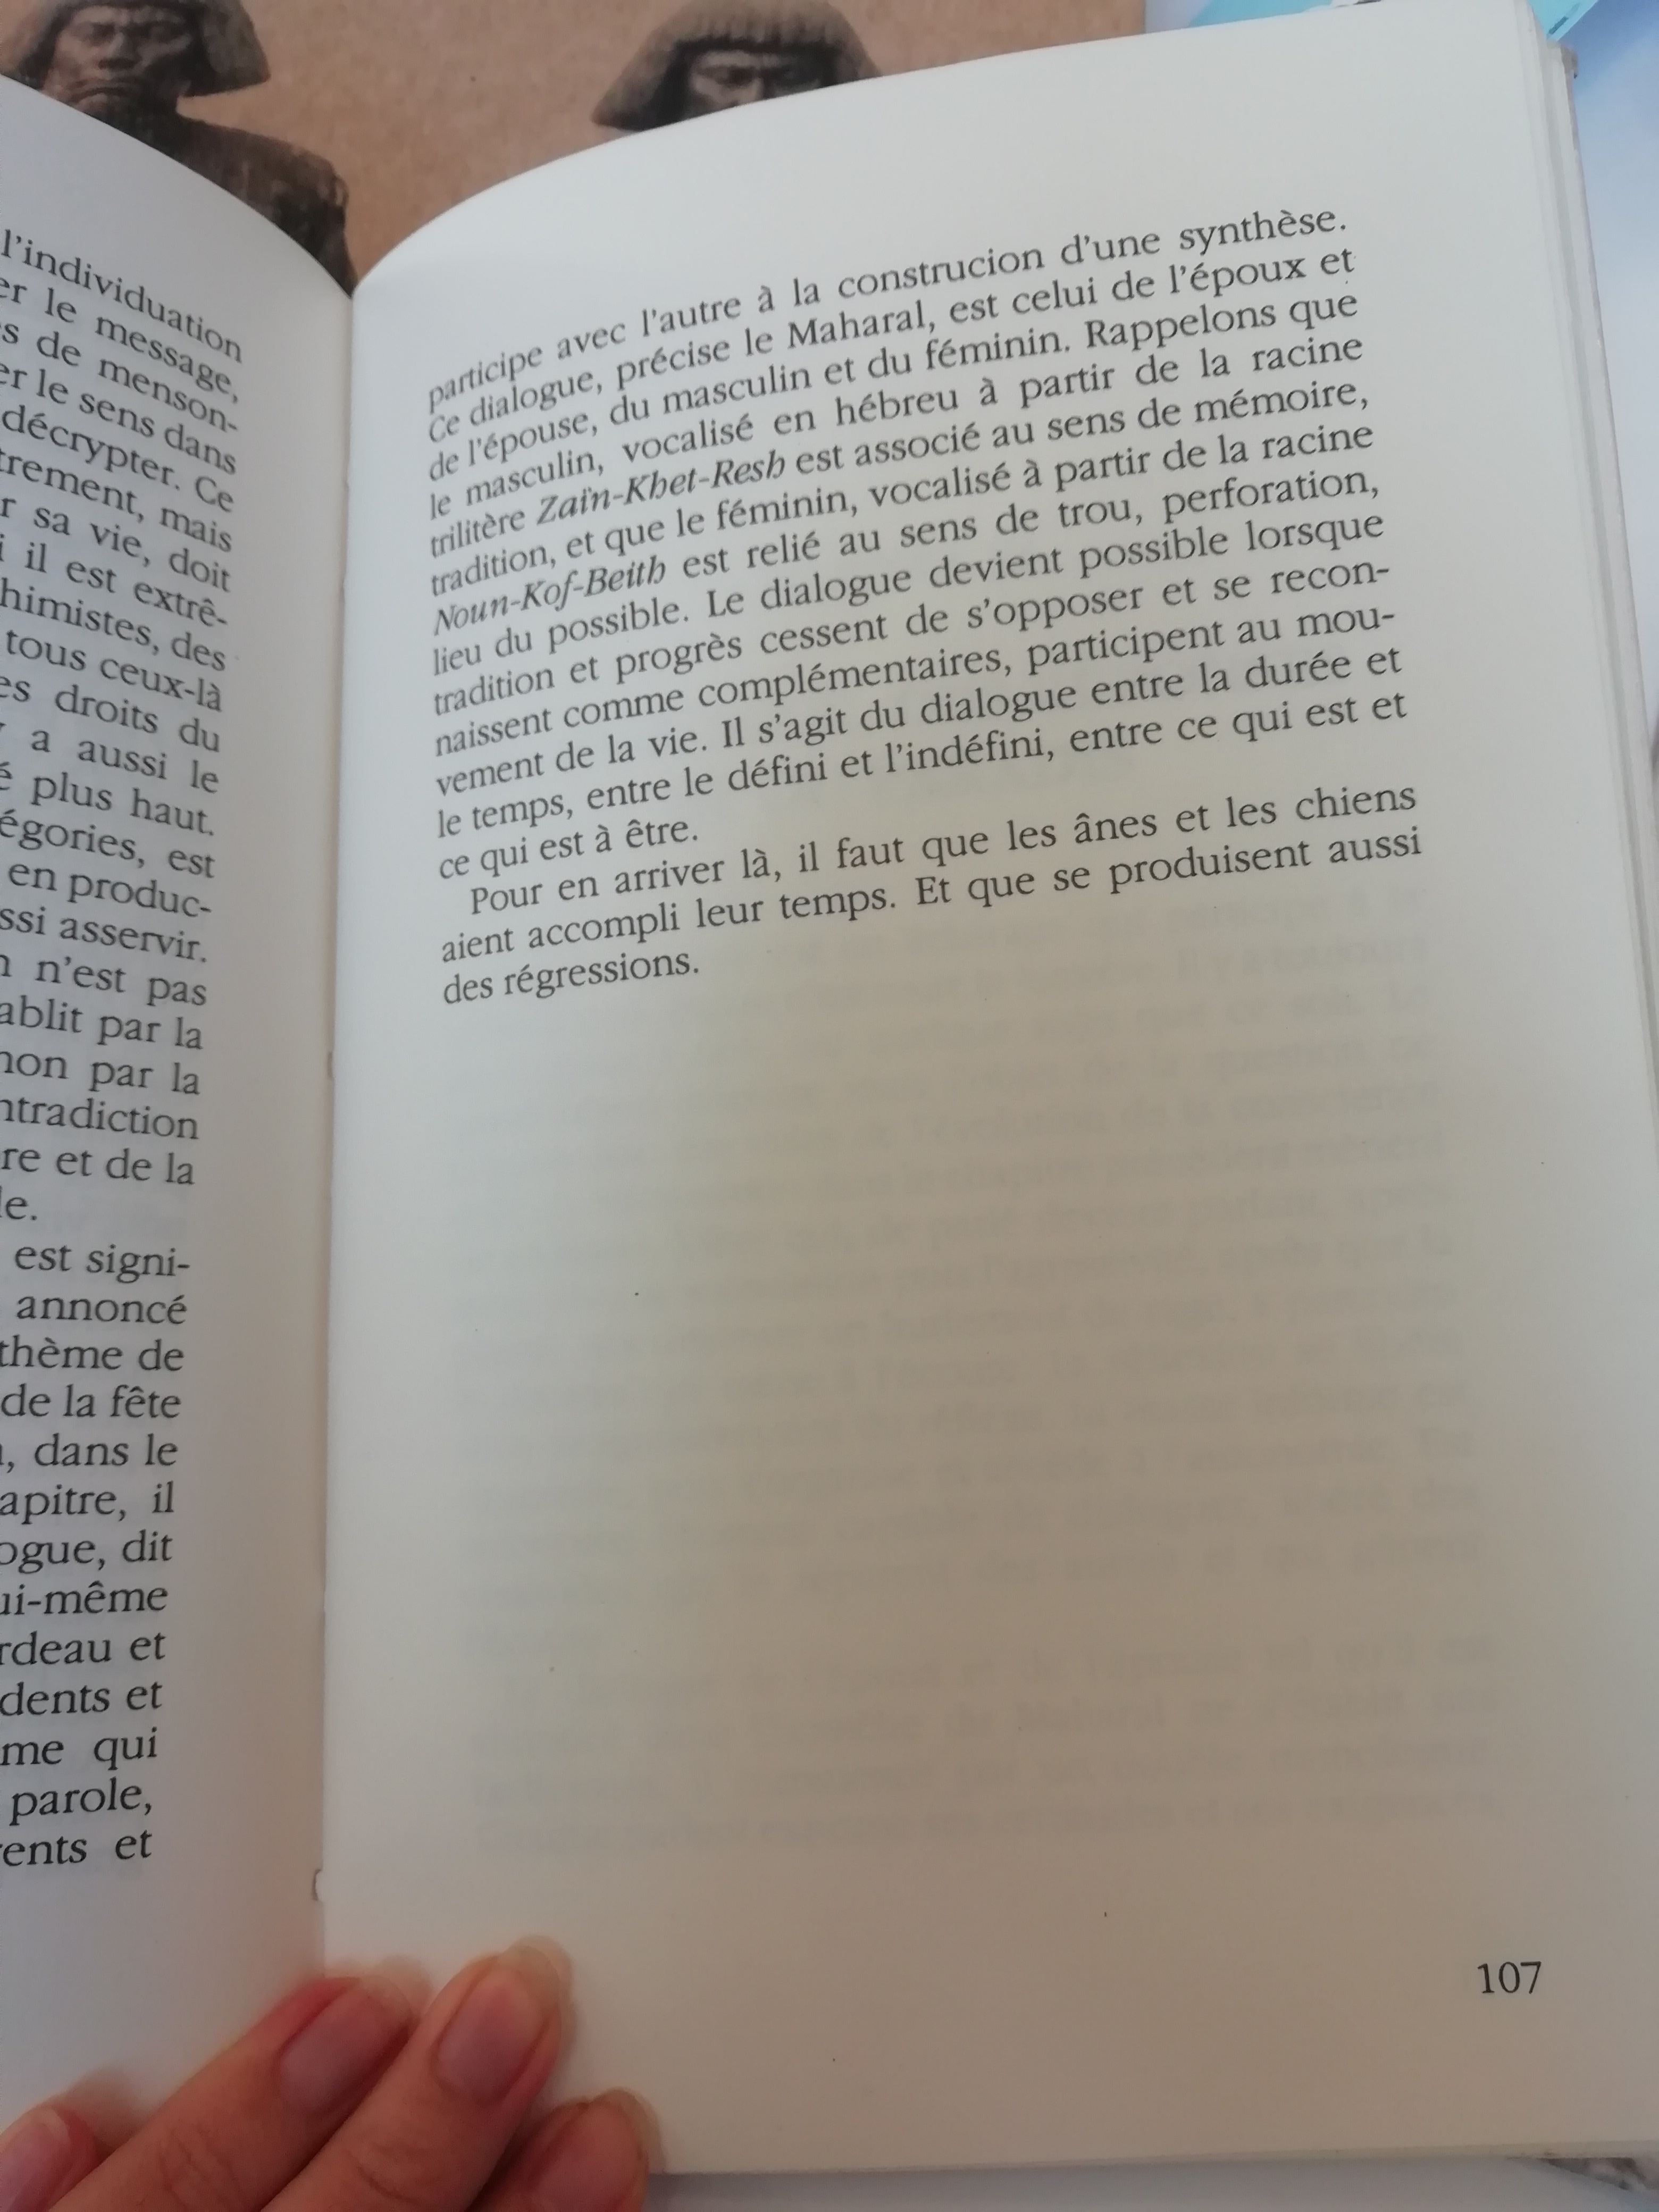 l'individuation
er le message,
s de menson-
er le sens dans
décrypter. Ce
trement, mais
r sa vie, doit
i il est extrê-
himistes, des
tous ceux-là
es droits du
a aussi le
é plus haut.
égories, est
en produc-
ssi asservir.
n n'est pas
ablit par la
non par la
ntradiction
re et de la
le.
est signi-
annoncé
thème de
de la fête
, dans le
apitre, il
ogue, dit
ui-même
rdeau et
dents et
me qui
parole,
rents et
participe avec l'autre à la construcion d'une synthèse.
Ce dialogue, précise le Maharal, est celui de l'époux et
de l'épouse, du masculin et du féminin. Rappelons que
le masculin, vocalisé en hébreu à partir de la racine
trilitère Zaïn-Khet-Resh est associé au sens de mémoire,
tradition, et que le féminin, vocalisé à partir de la racine
Noun-Kof-Beith est relié au sens de trou, perforation,
lieu du possible. Le dialogue devient possible lorsque
tradition et progrès cessent de s'opposer et se recon-
naissent comme complémentaires, participent au mou-
vement de la vie. Il s'agit du dialogue entre la durée et
le temps, entre le défini et l'indéfini, entre ce qui est et
ce qui est à être.
Pour en arriver là, il faut que les ânes et les chiens
aient accompli leur temps. Et que se produisent aussi
des régressions.
107